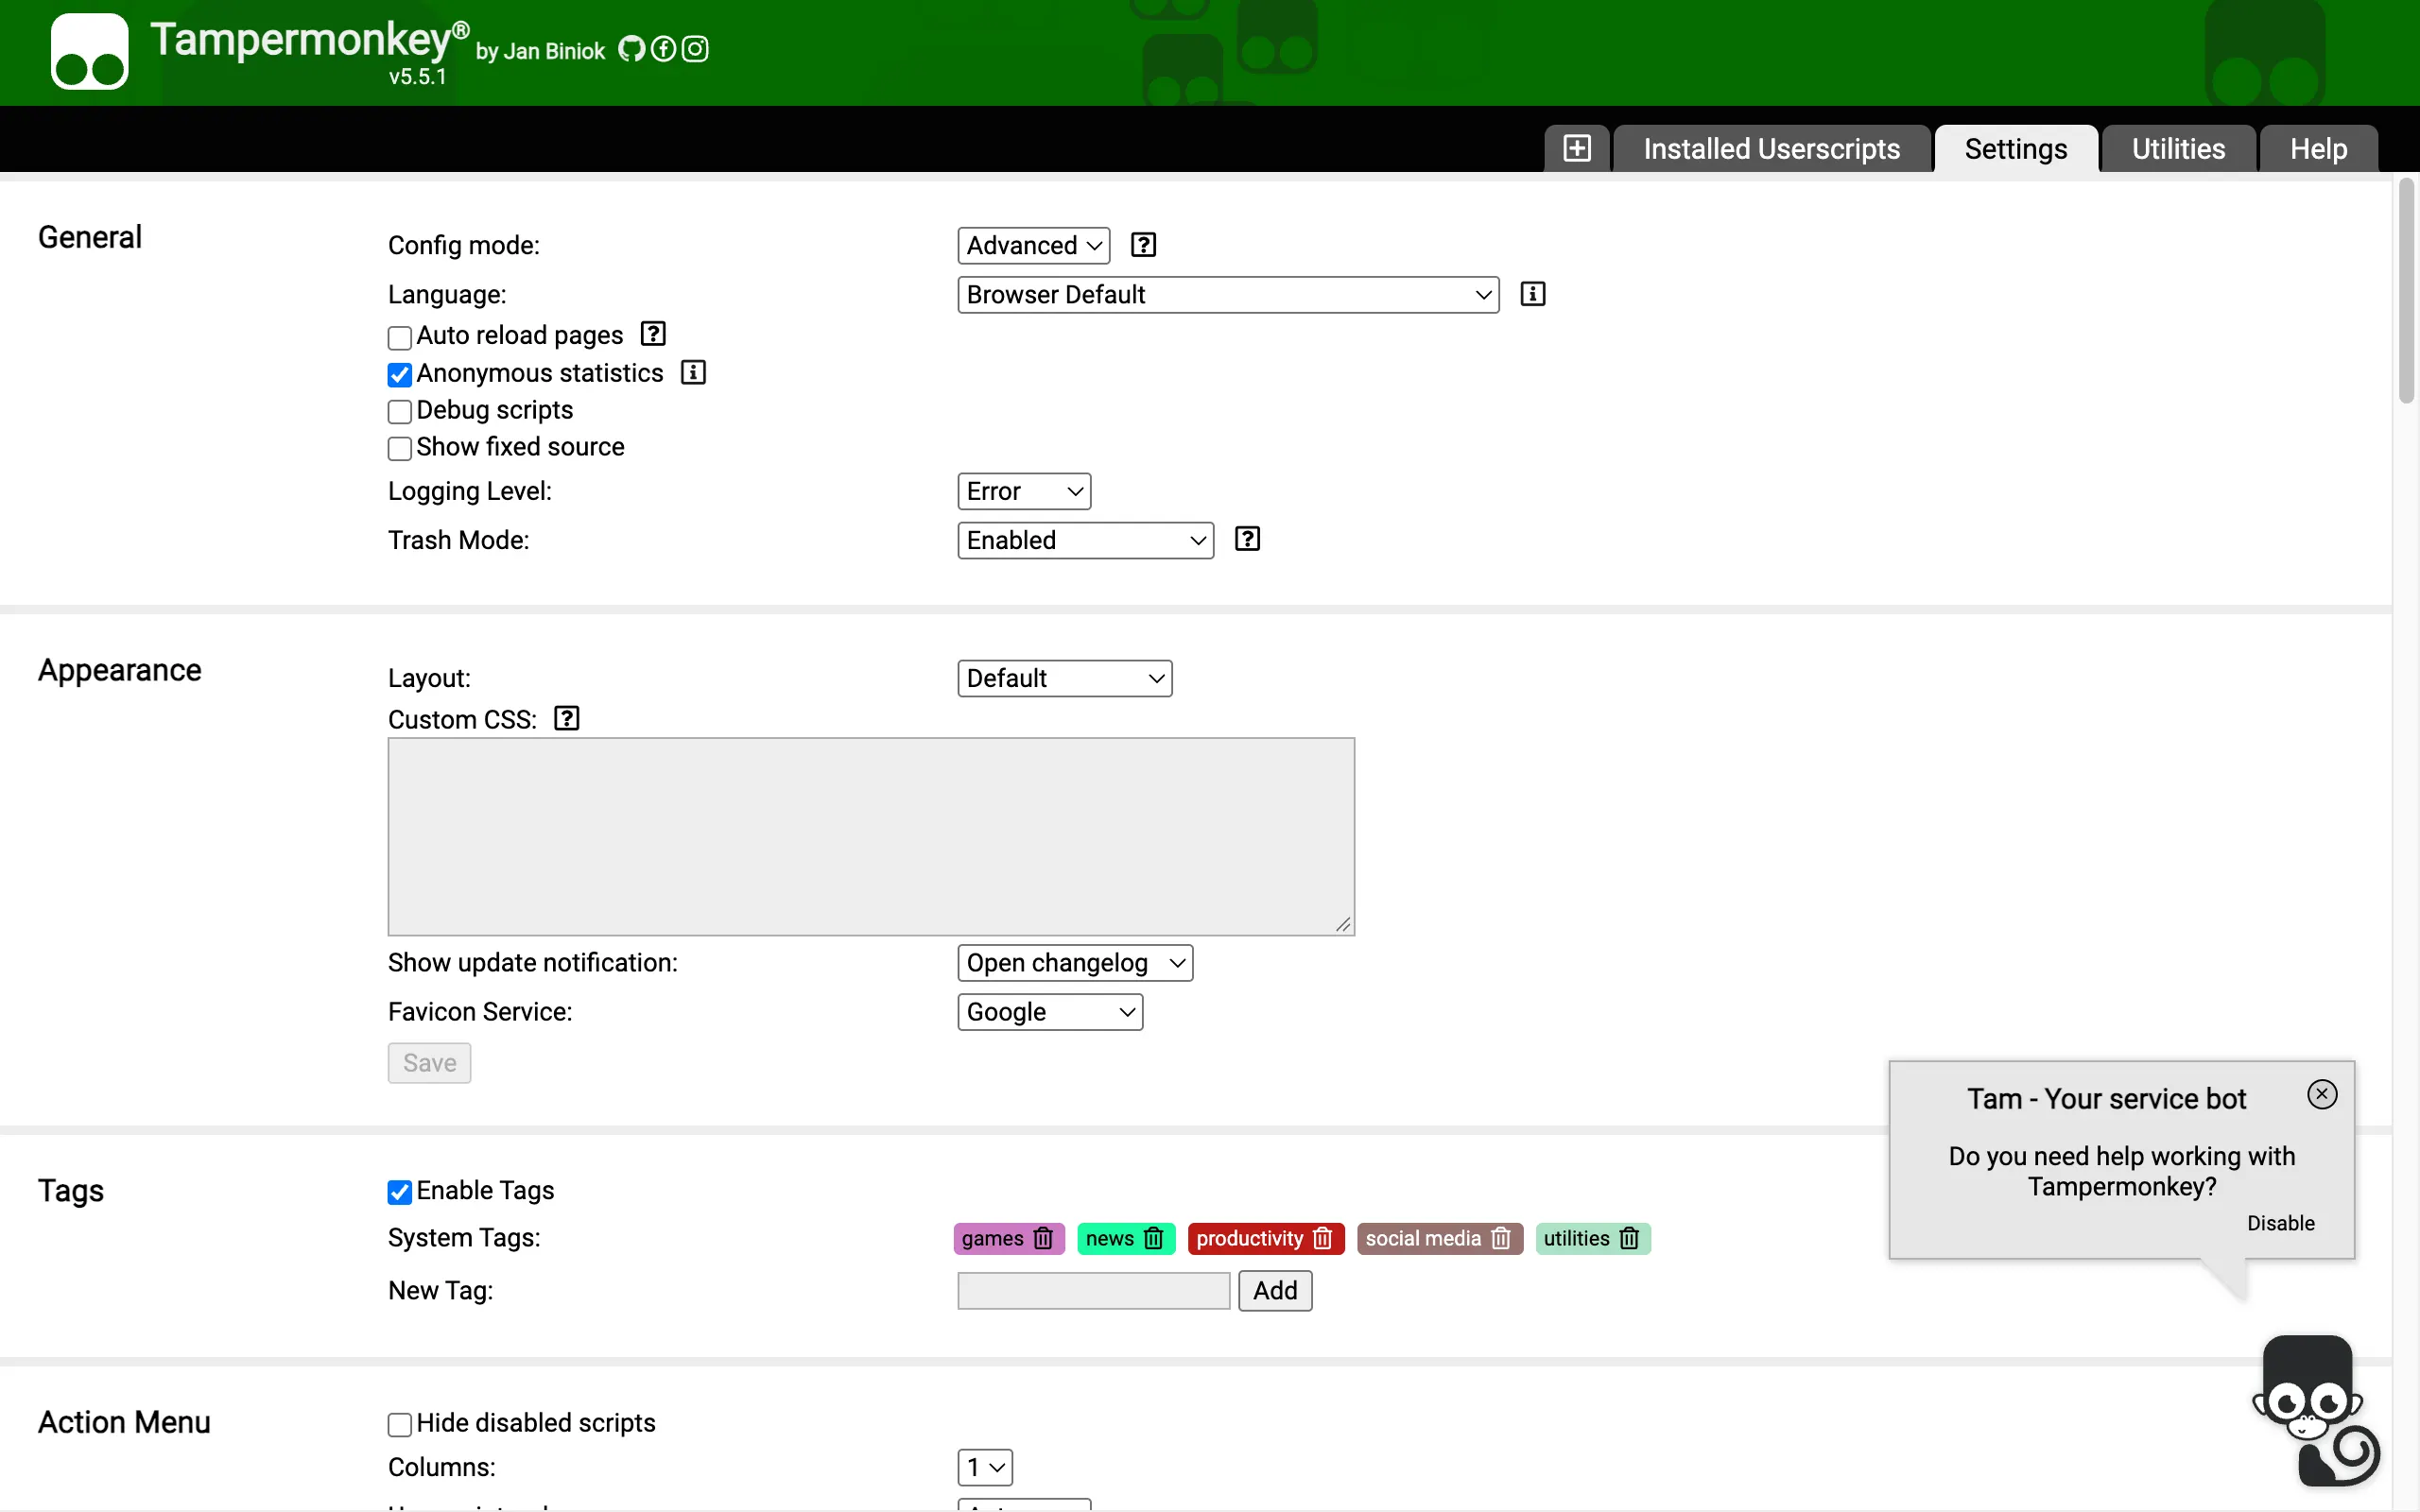 Tampermonkey® by Jan Biniok
v5.5.1
Installed Userscripts
Settings
Utilities
Help
General
Config mode:
Advanced
Language:
Browser Default
Auto reload pages
Anonymous statistics
Debug scripts
Show fixed source
Logging Level:
Error
Trash Mode:
Enabled
Appearance
Layout:
Default
Custom CSS:
Show update notification:
Open changelog
Favicon Service:
Google
Save
Tags
Enable Tags
System Tags:
games
news
productivity
social media
utilities
New Tag:
Add
Tam - Your service bot
Do you need help working with
Tampermonkey?
Disable
Action Menu
Hide disabled scripts
Columns:
1